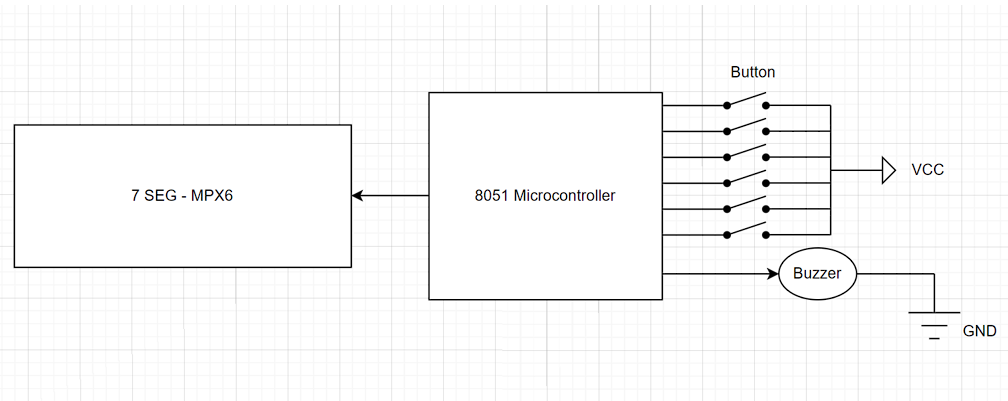 Button
7 SEG - MPX6
8051 Microcontroller
VCC
Buzzer
GND